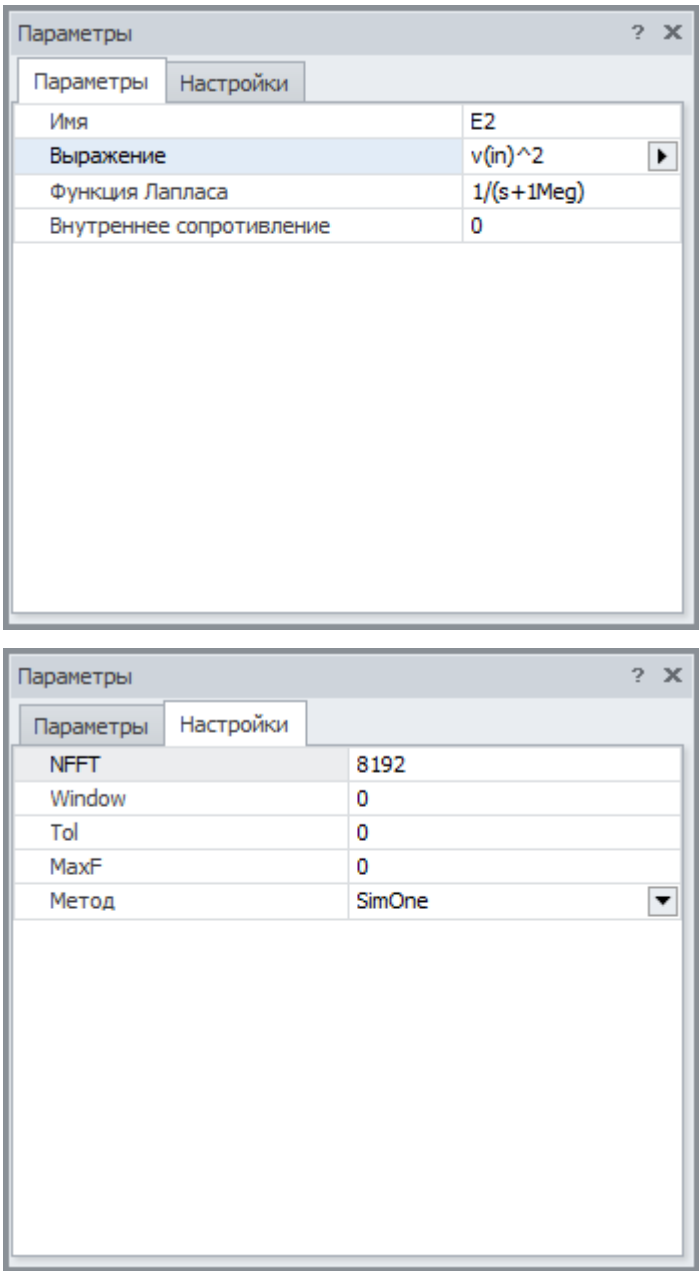 Параметры ?
Параметры Настройки
Имя E2
Выражение v(in)^2
Функция Лапласа 1/(s+1Meg)
Внутреннее сопротивление 0
Параметры ?
Параметры Настройки
NFFT 8192
Window 0
Tol 0
MaxF 0
Метод SimOne